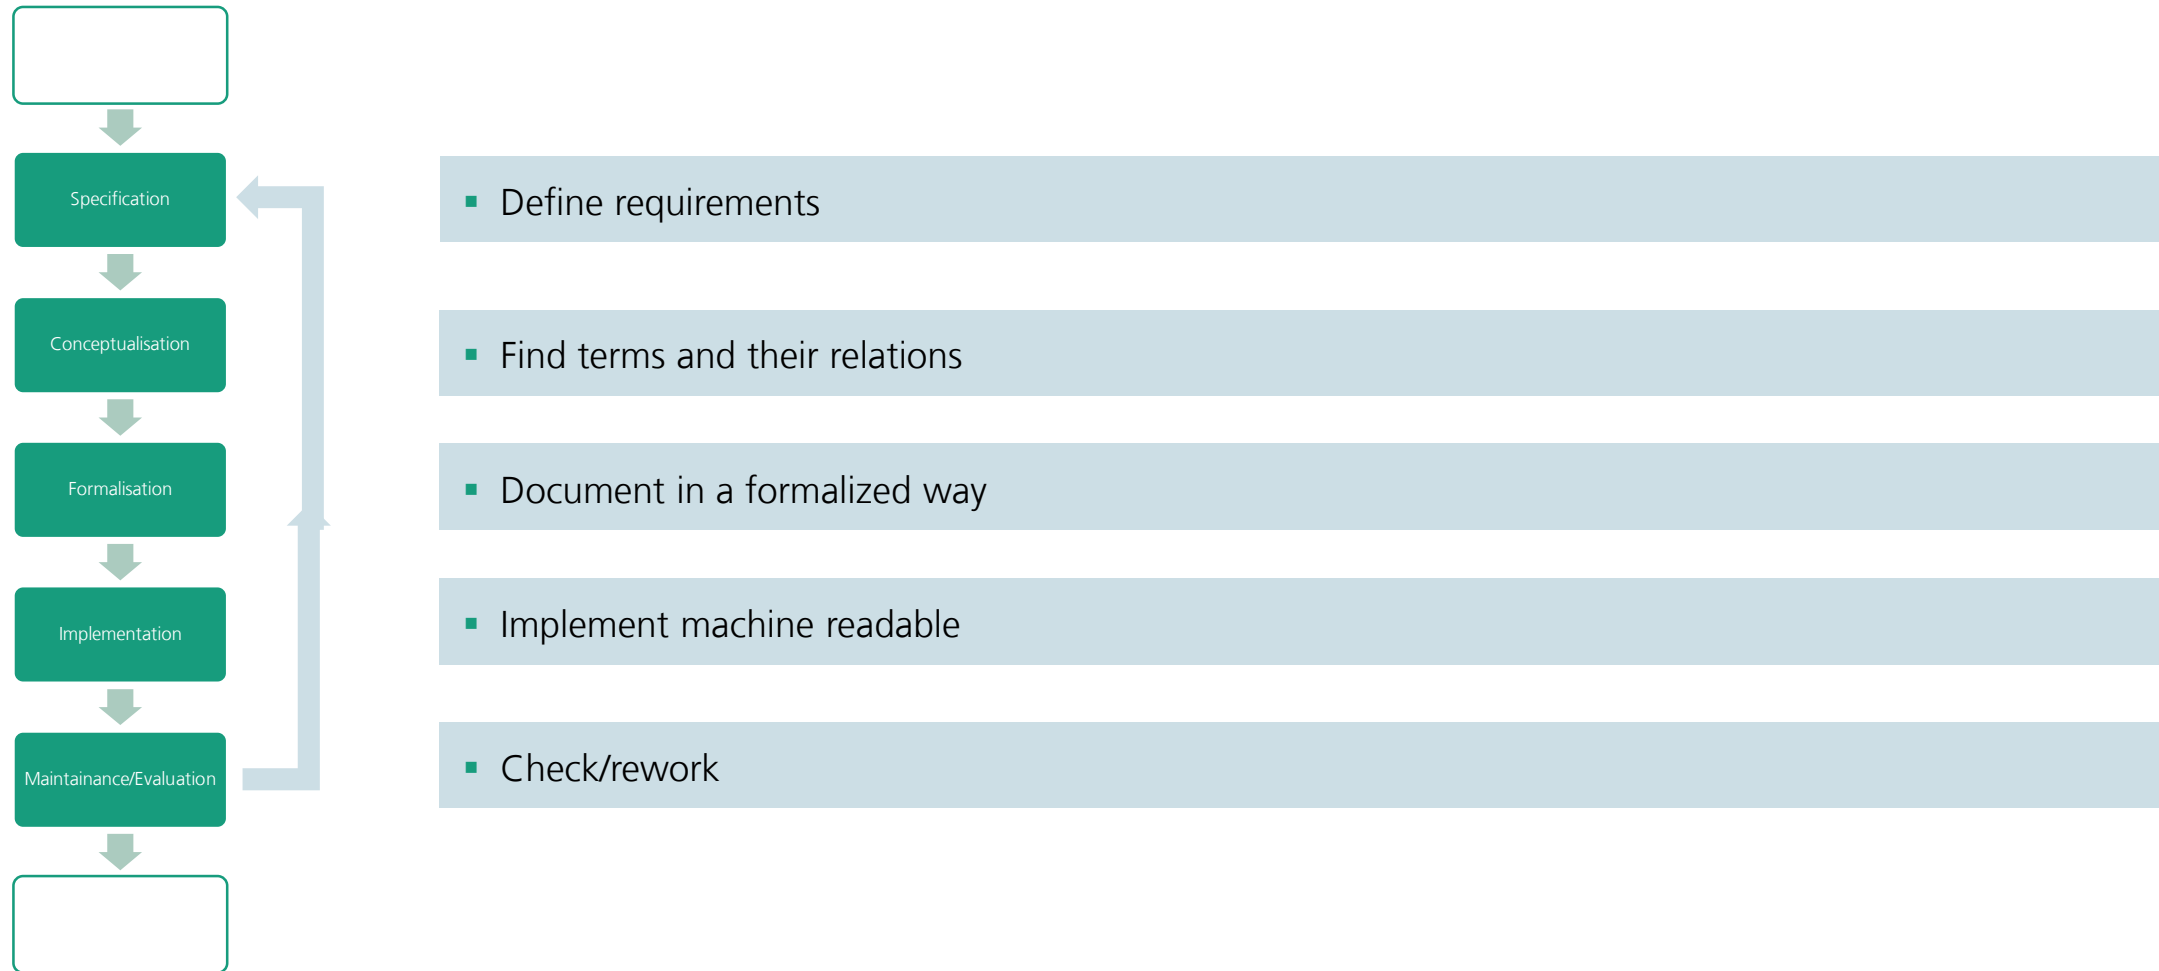 Specification
▪ Define requirements
Conceptualisation
▪ Find terms and their relations
Formalisation
▪ Document in a formalized way
Implementation
▪ Implement machine readable
Maintainance/Evaluation
▪ Check/rework